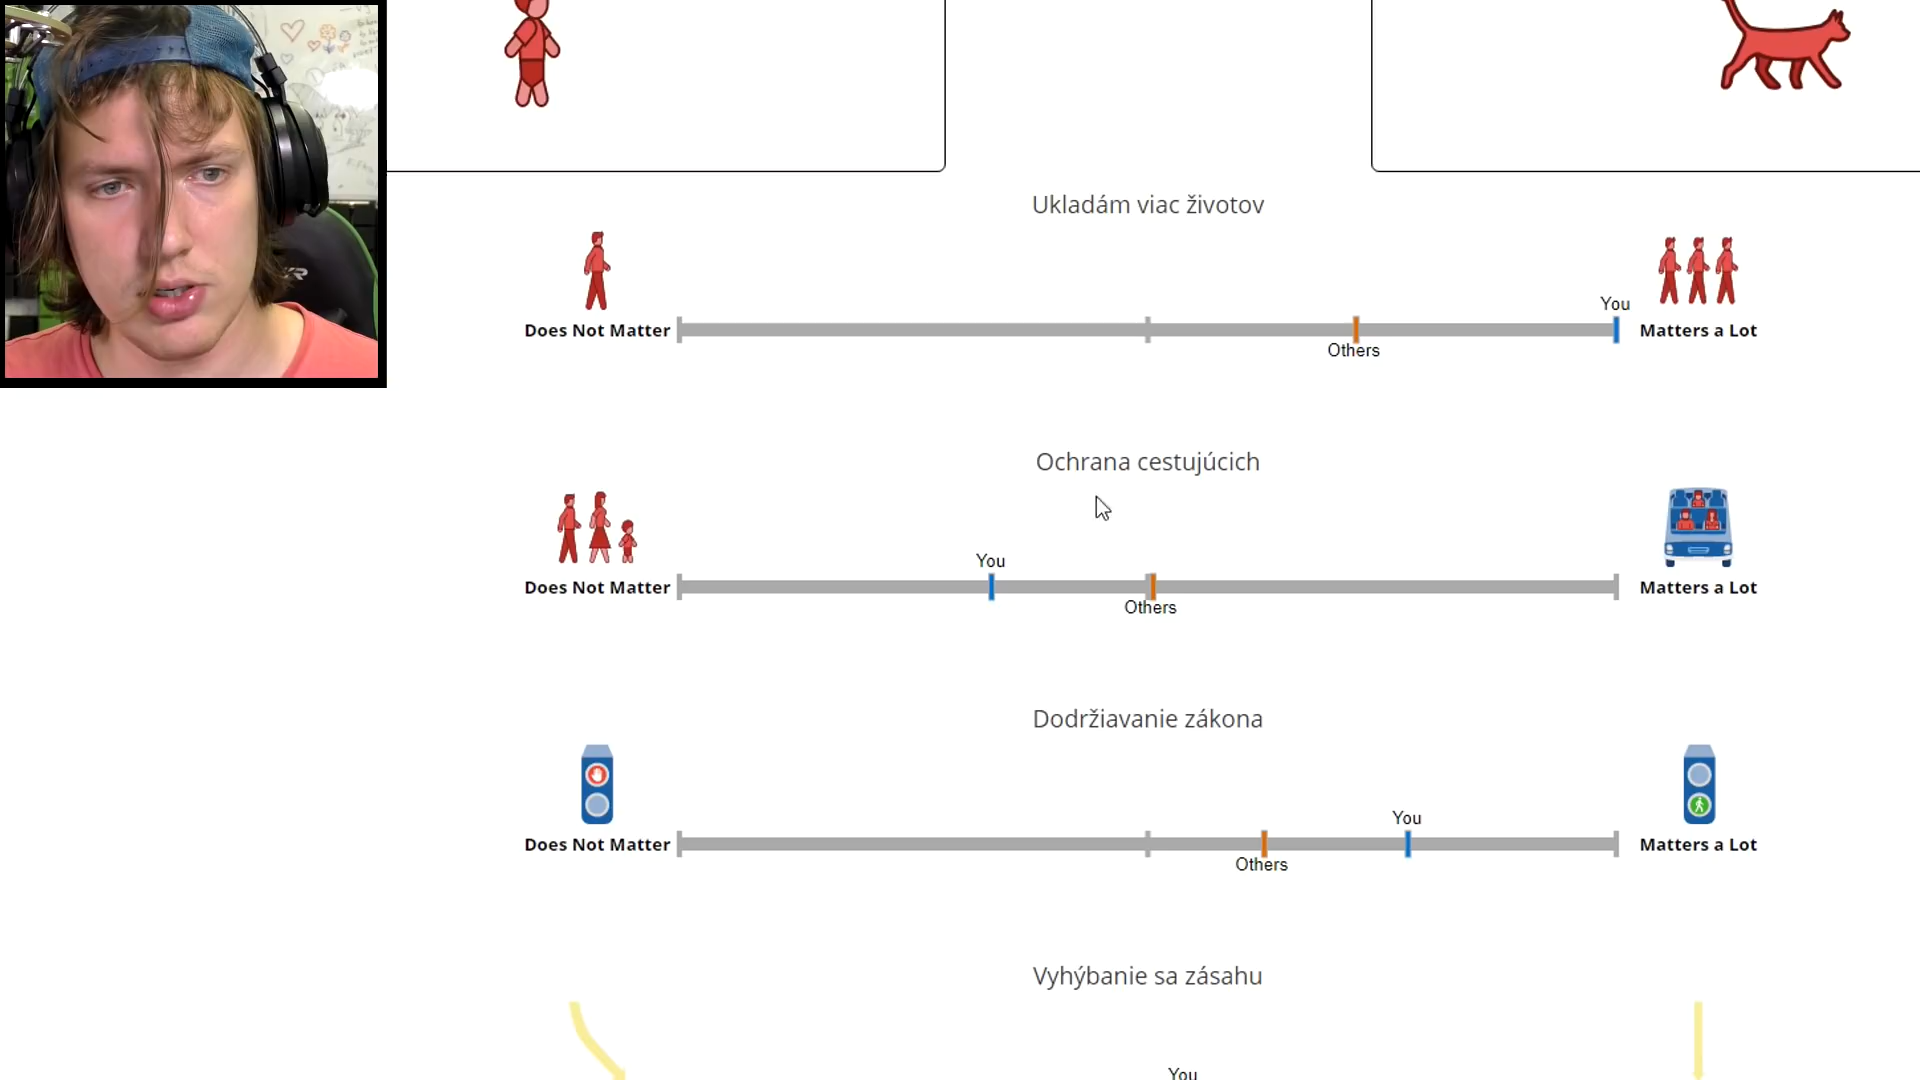 Ukladám viac životov
You
Does Not Matter
Matters a Lot
Others
Ochrana cestujúcich
You
Does Not Matter
Matters a Lot
Others
Dodržiavanie zákona
You
Does Not Matter
Matters a Lot
Others
Vyhýbanie sa zásahu
You